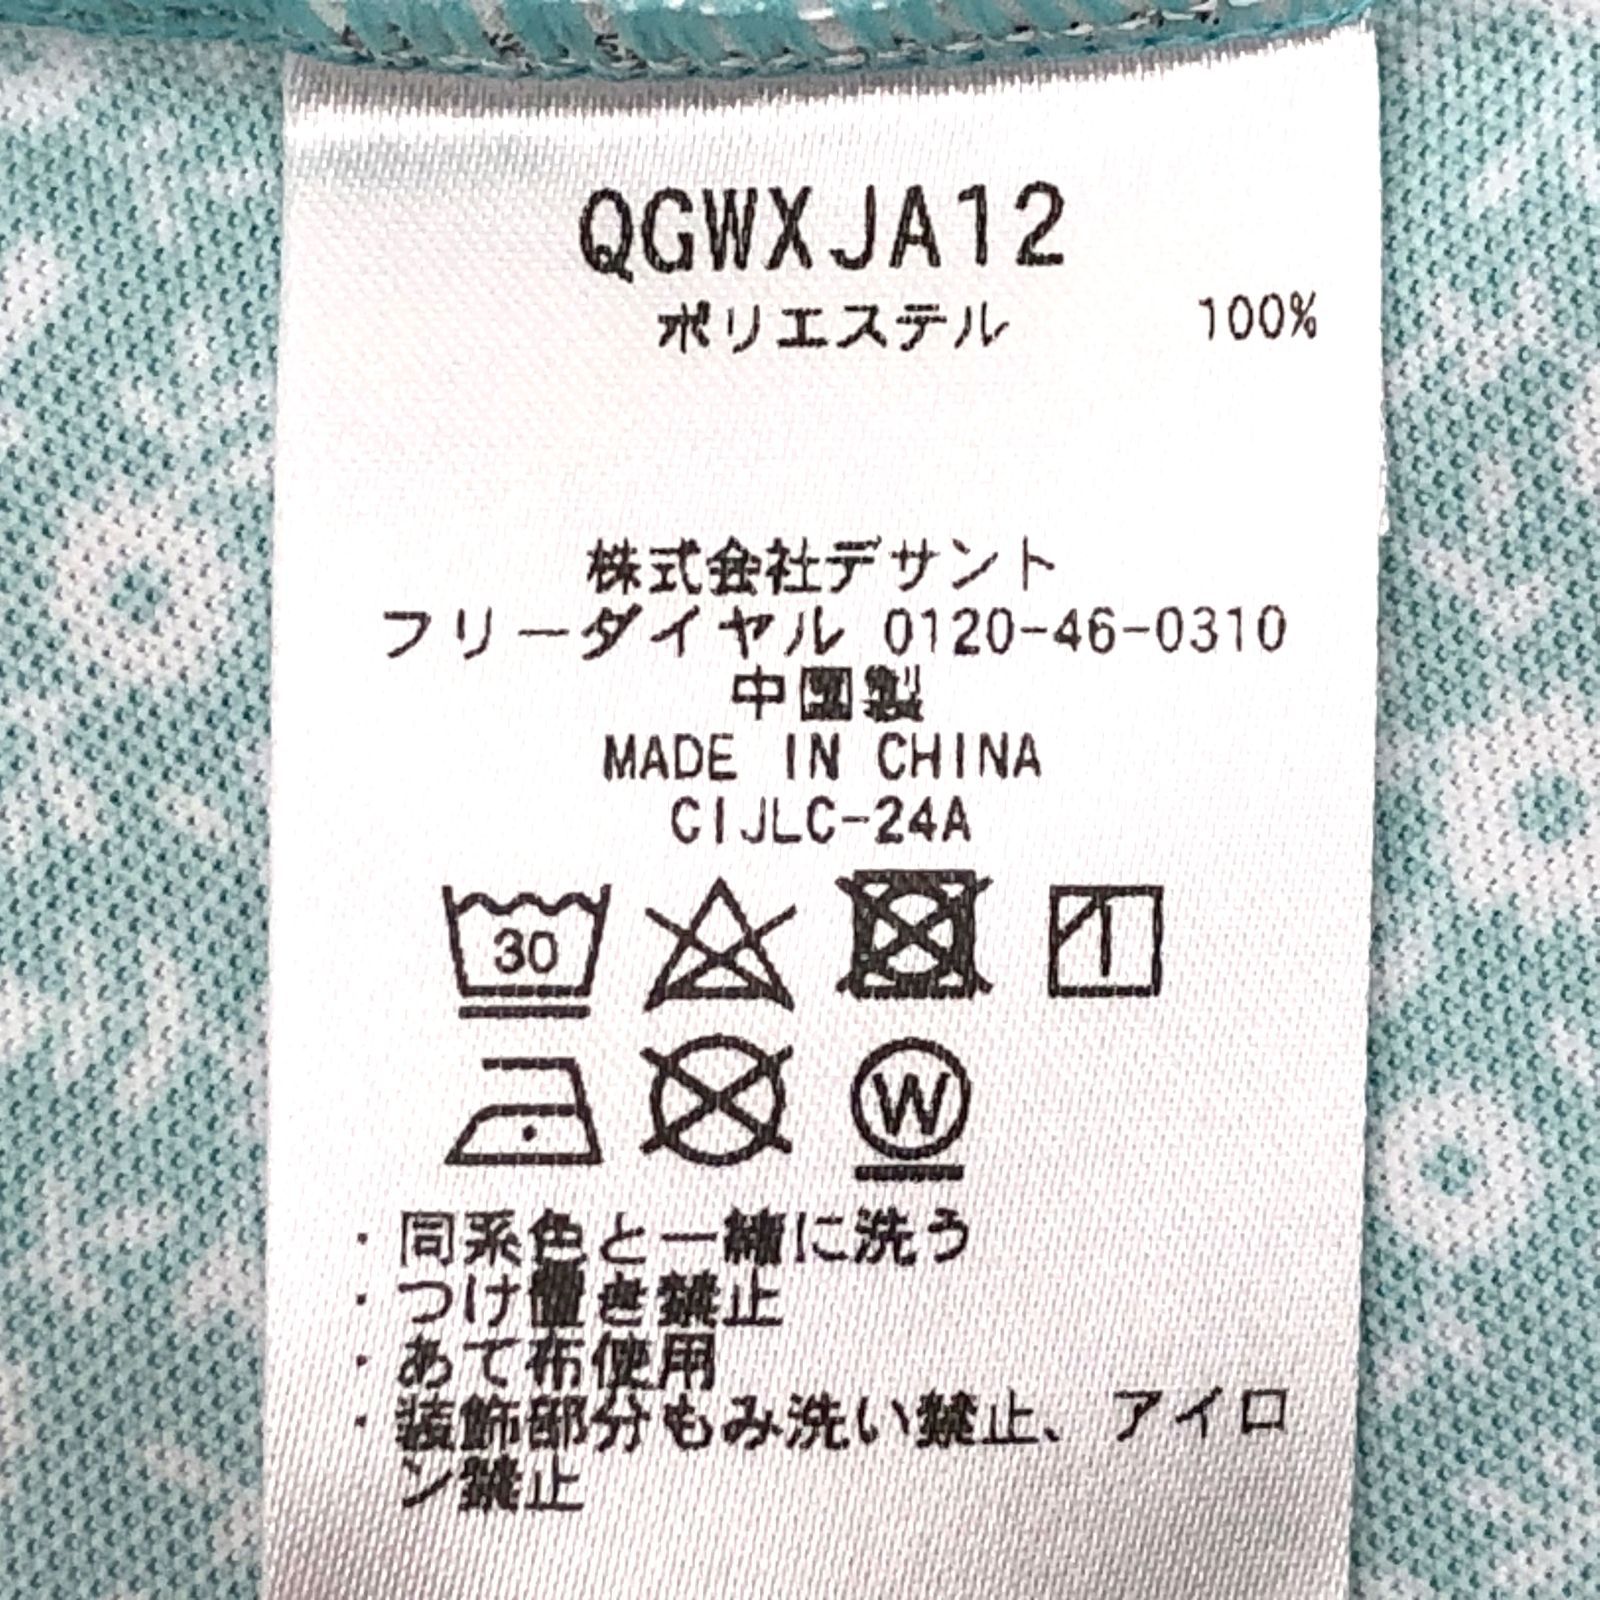 QGWXJA12
ポリエステル 100%
株式会社デサント
フリーダイヤル 0120-46-0310
中国製
MADE IN CHINA
CIJLC-24A
30
W
・同系色と一緒に洗う
・つけ置き禁止
・あて布使用
・装飾部分もみ洗い禁止、アイロ
ン禁止